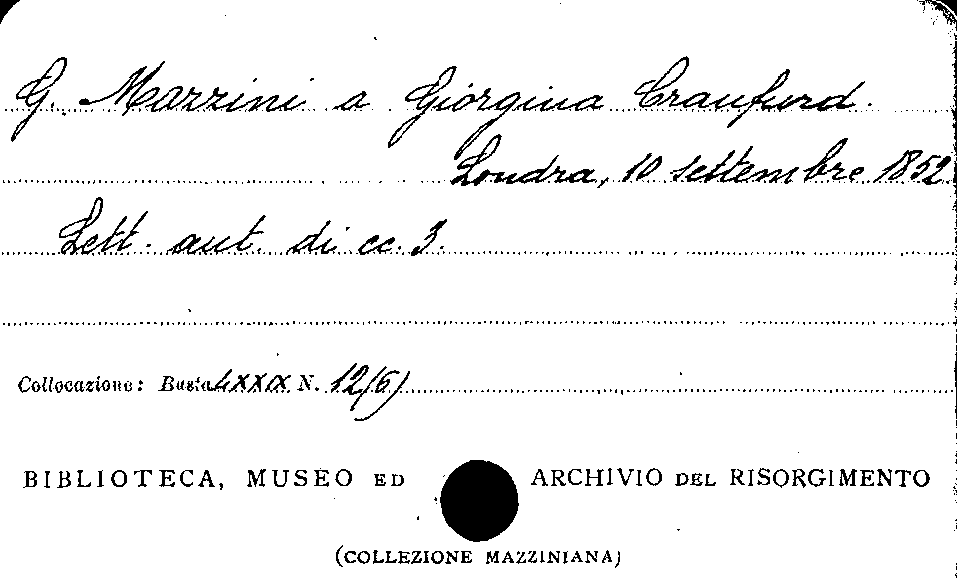 G. Mazzini a Giorgina Craufurd.
Londra, 10 settembre 1852
Lett. aut. di cc. 3.
Collocazione: Busta LXXIX N. 12(6)
BIBLIOTECA, MUSEO ED ARCHIVIO DEL RISORGIMENTO
(COLLEZIONE MAZZINIANA)